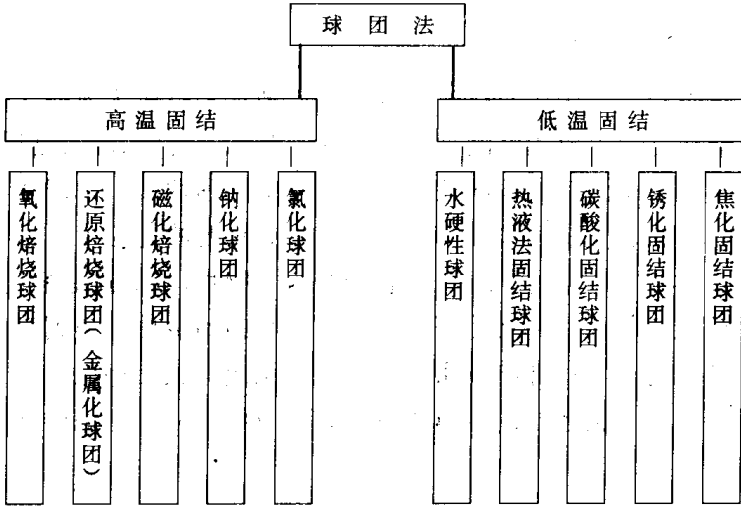 球团法
高温固结
低温固结
氧化焙烧球团
还原焙烧球团(金属化球团)
磁化焙烧球团
钠化球团
氯化球团
水硬性球团
热液法固结球团
碳酸化固结球团
锈化固结球团
焦化固结球团